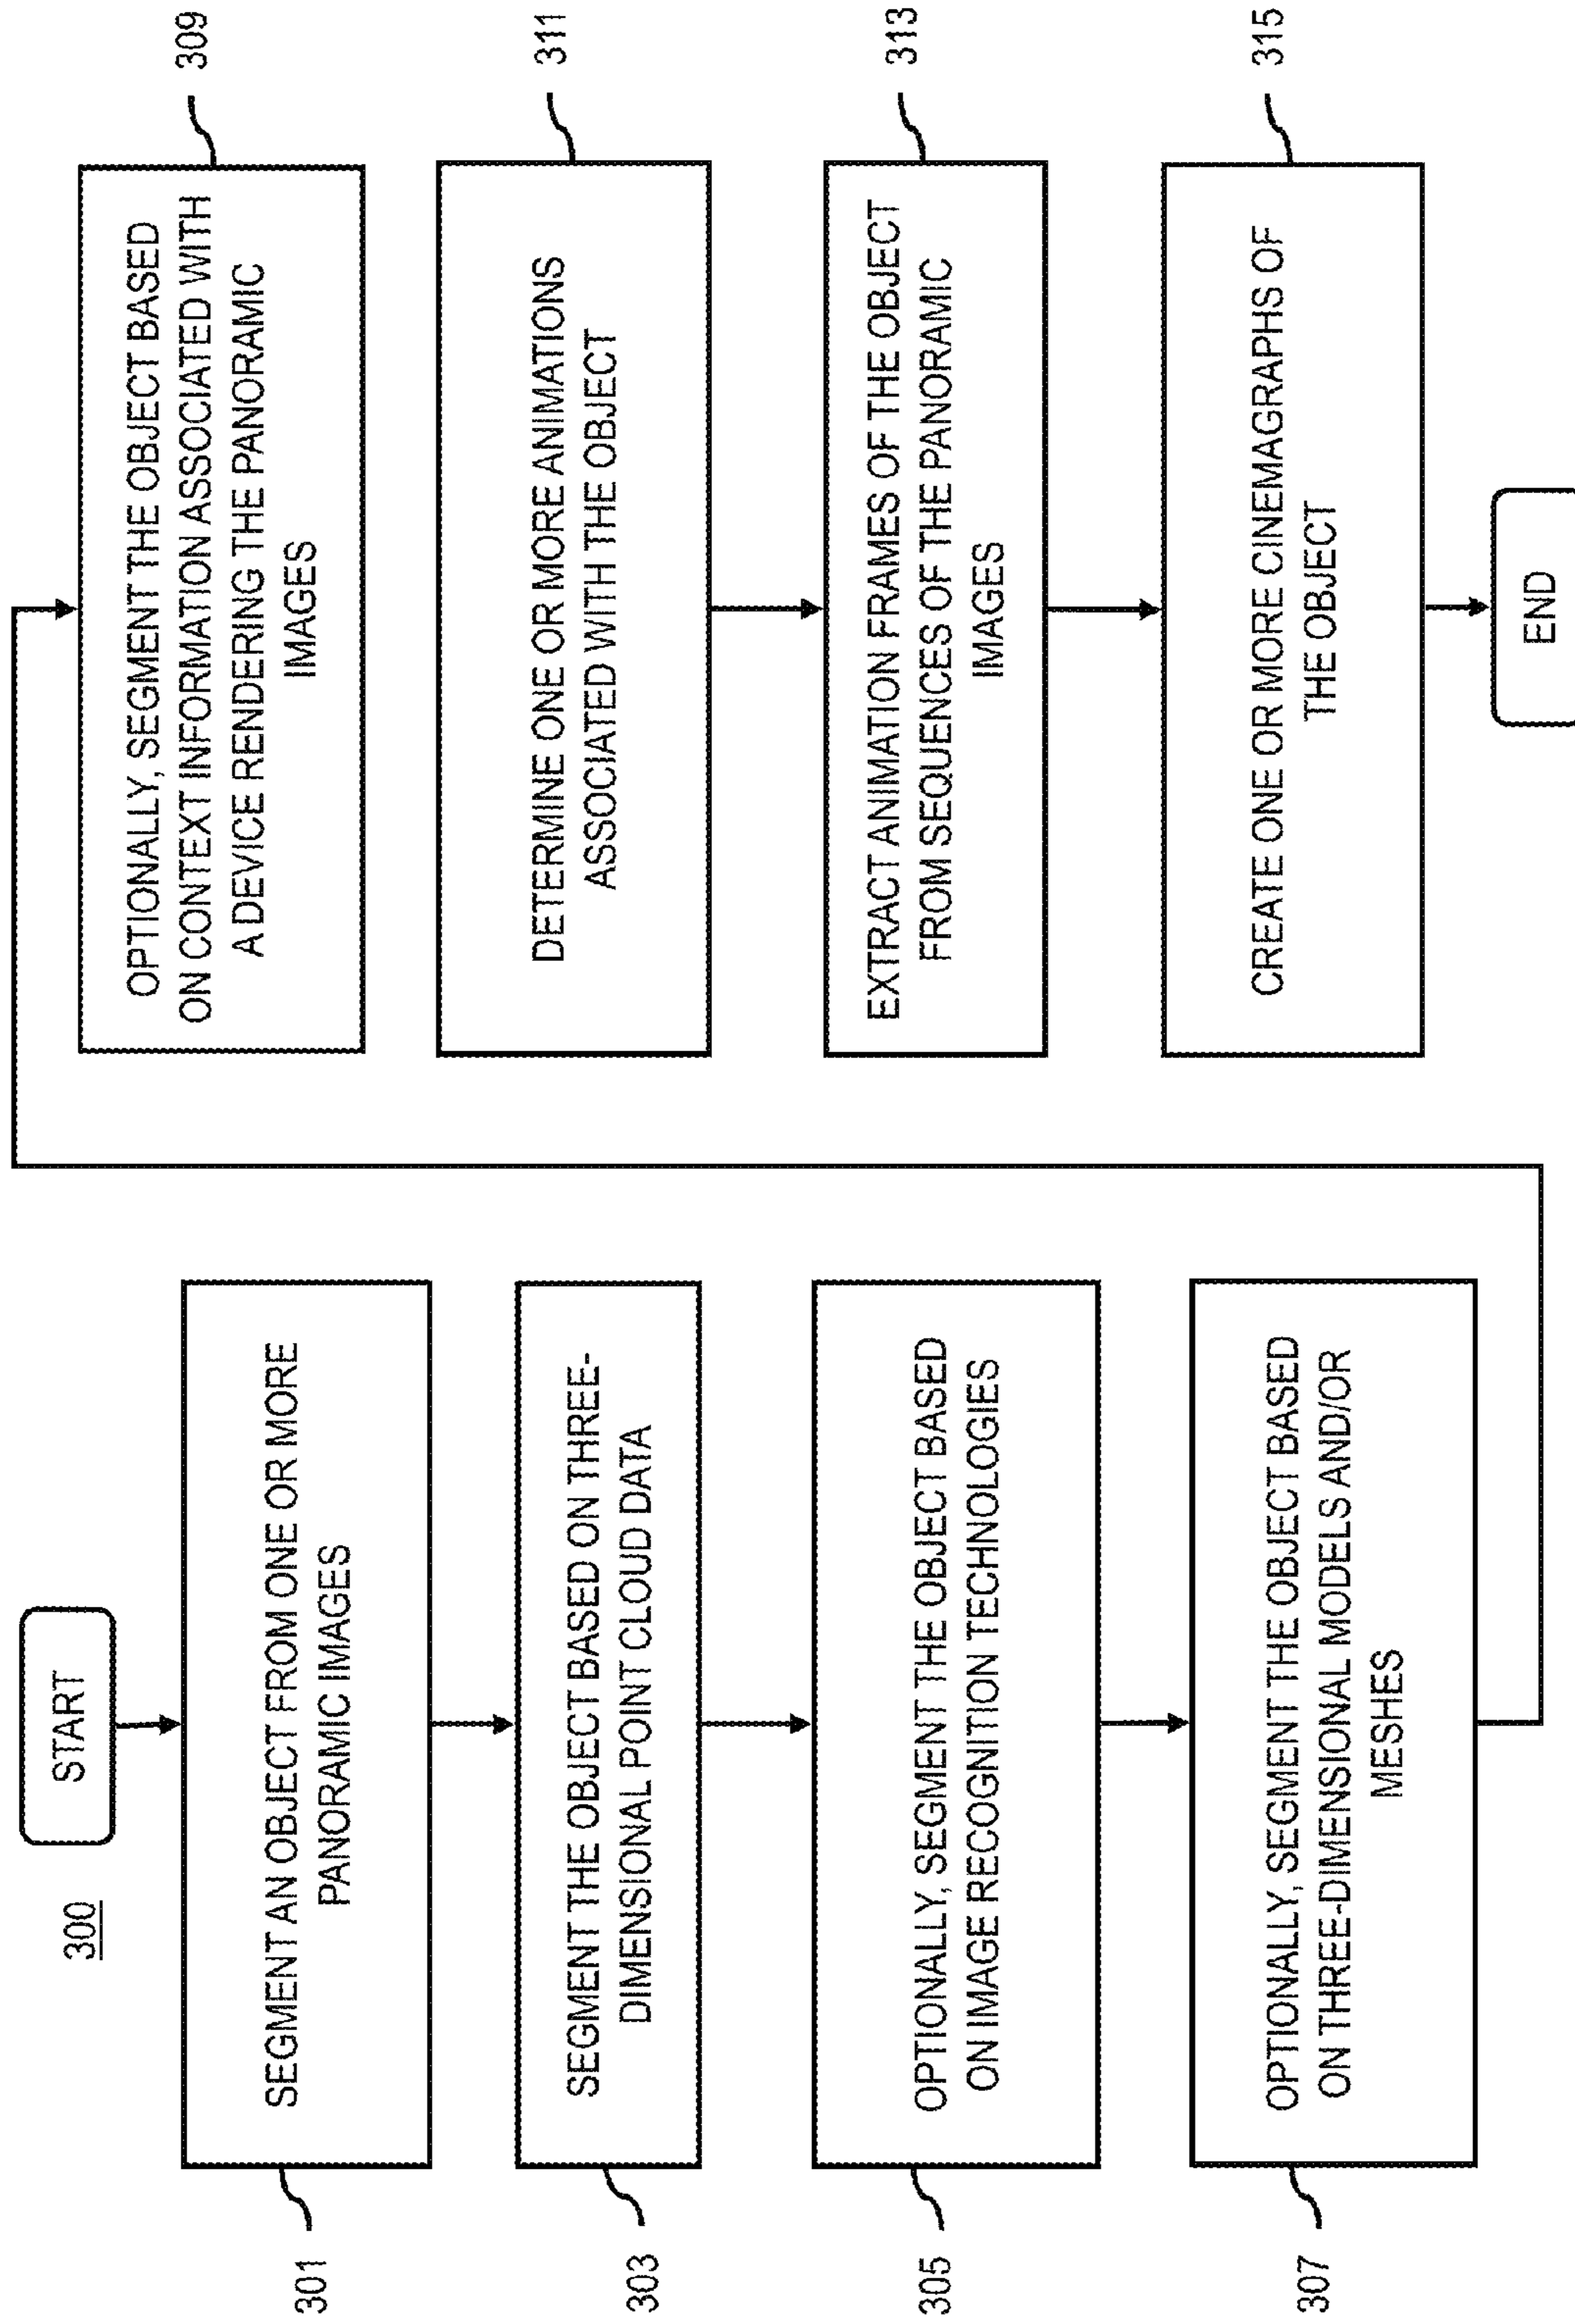 300
START
301
SEGMENT AN OBJECT FROM ONE OR MORE
PANORAMIC IMAGES
303
SEGMENT THE OBJECT BASED ON THREE-
DIMENSIONAL POINT CLOUD DATA
305
OPTIONALLY, SEGMENT THE OBJECT BASED
ON IMAGE RECOGNITION TECHNOLOGIES
307
OPTIONALLY, SEGMENT THE OBJECT BASED
ON THREE-DIMENSIONAL MODELS AND/OR
MESHES
309
OPTIONALLY, SEGMENT THE OBJECT BASED
ON CONTEXT INFORMATION ASSOCIATED WITH
A DEVICE RENDERING THE PANORAMIC
IMAGES
311
DETERMINE ONE OR MORE ANIMATIONS
ASSOCIATED WITH THE OBJECT
313
EXTRACT ANIMATION FRAMES OF THE OBJECT
FROM SEQUENCES OF THE PANORAMIC
IMAGES
315
CREATE ONE OR MORE CINEMAGRAPHS OF
THE OBJECT
END